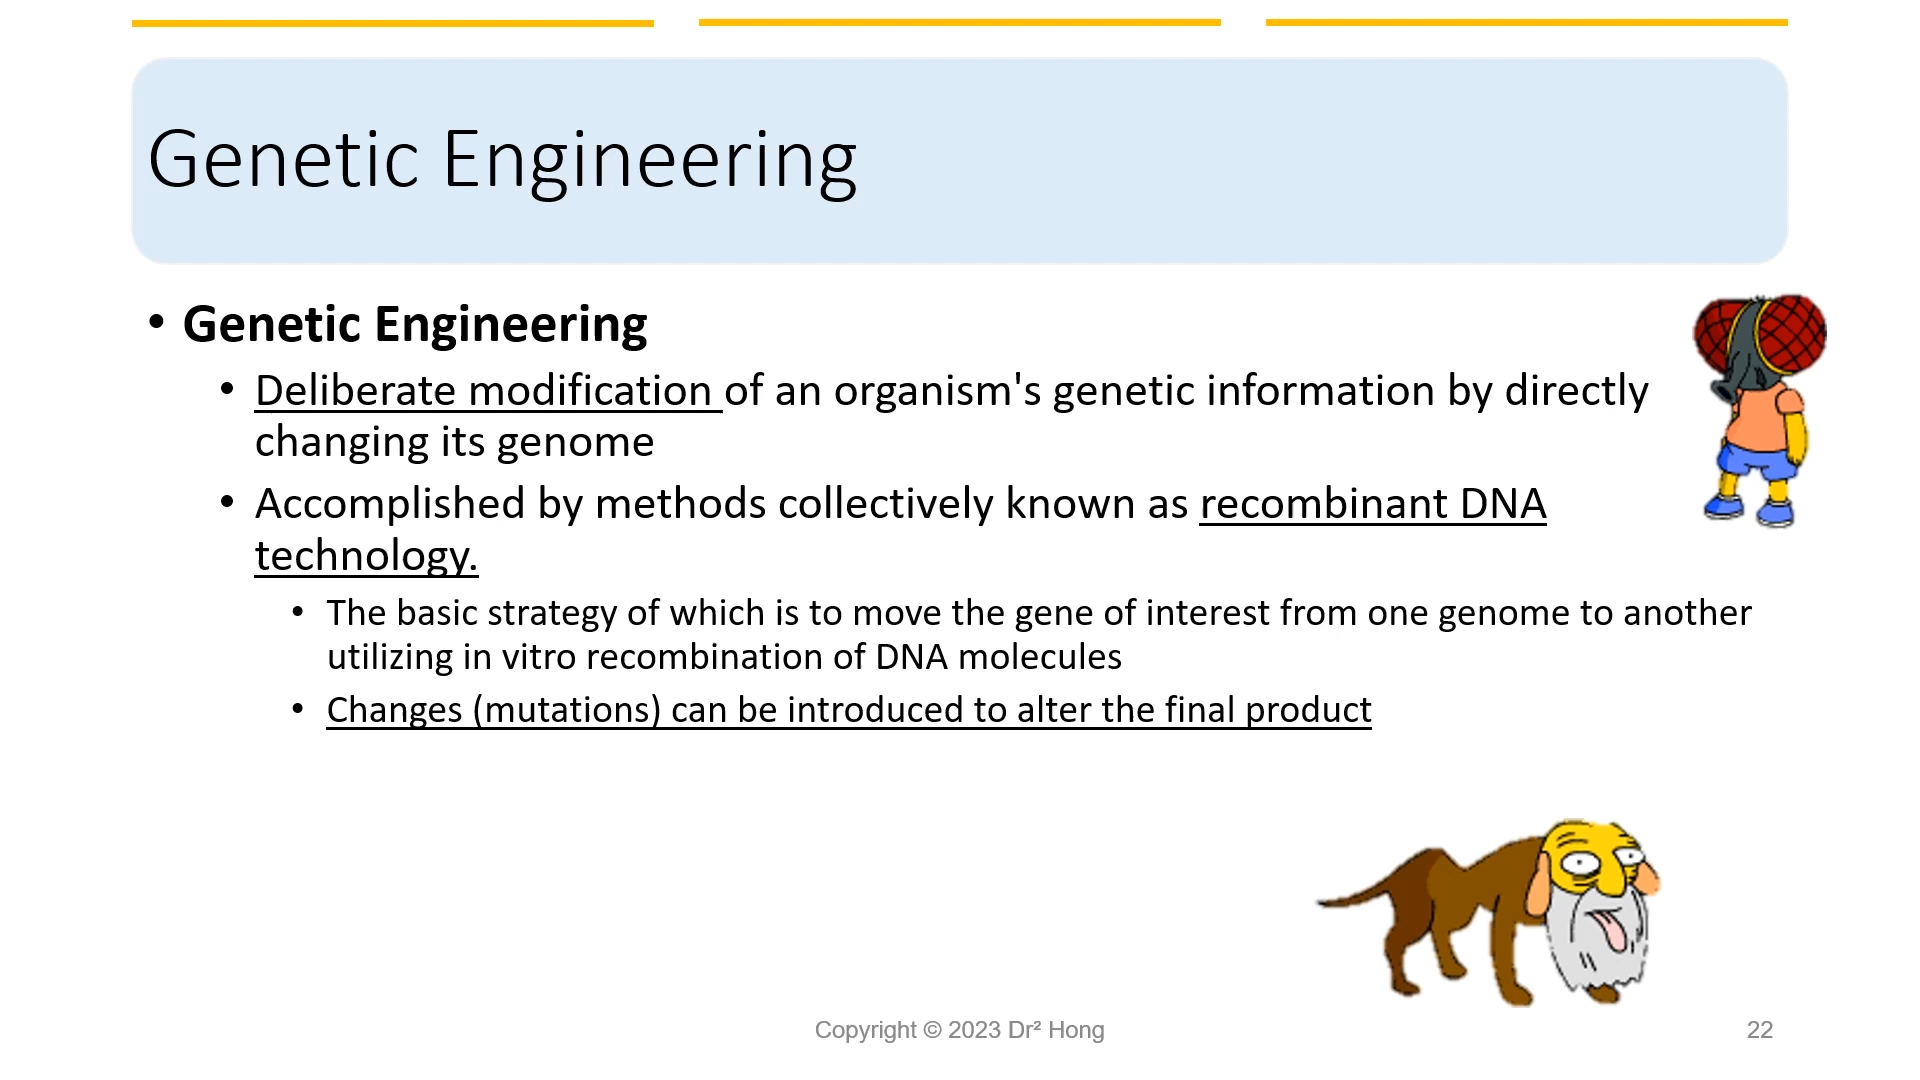 Genetic Engineering
• Genetic Engineering
• Deliberate modification of an organism's genetic information by directly
changing its genome
• Accomplished by methods collectively known as recombinant DNA
technology.
• The basic strategy of which is to move the gene of interest from one genome to another
utilizing in vitro recombination of DNA molecules
• Changes (mutations) can be introduced to alter the final product
Copyright © 2023 Dr² Hong
22